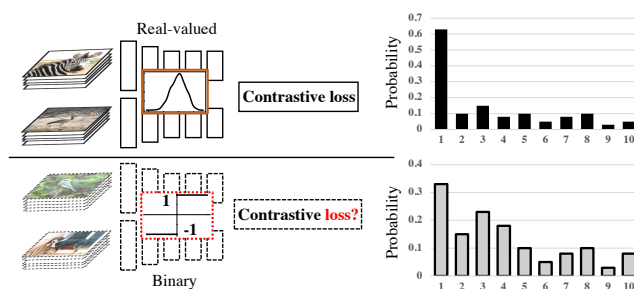 Real-valued
Contrastive loss
Probability
0.7
0.6
0.5
0.4
0.3
0.2
0.1
0
1 2 3 4 5 6 7 8 9 10
1
-1
Contrastive loss?
Binary
Probability
0.4
0.3
0.2
0.1
0
1 2 3 4 5 6 7 8 9 10